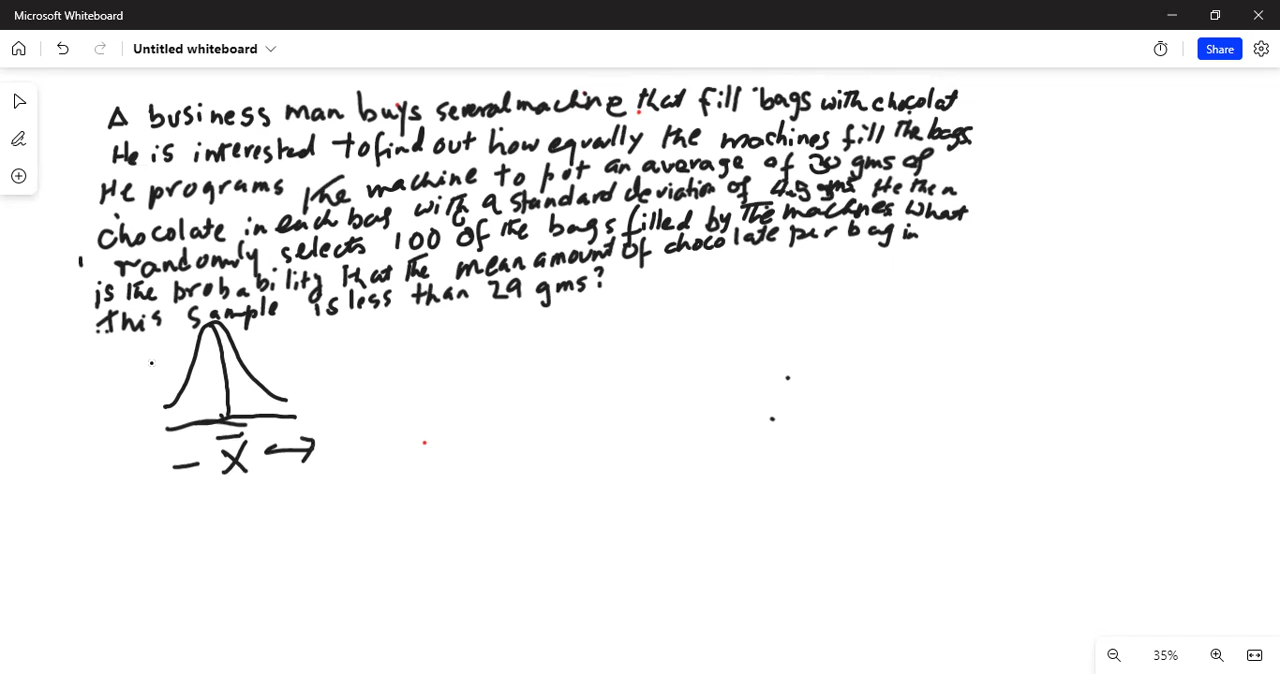 Microsoft Whiteboard
Untitled whiteboard
Share
A business man buys several machine that fill bags with chocolat
He is interested to find out how equally the machines fill the bags
He programs the machine to pot an average of 30 gms of
chocolate in each bag with a standard deviation of 4.5 gms He then
randomly selects 100 of the bags filled by the machines what
is the probability that the mean amount of chocolate per bag in
this sample is less than 29 gms?
- X̄ ↔
35%